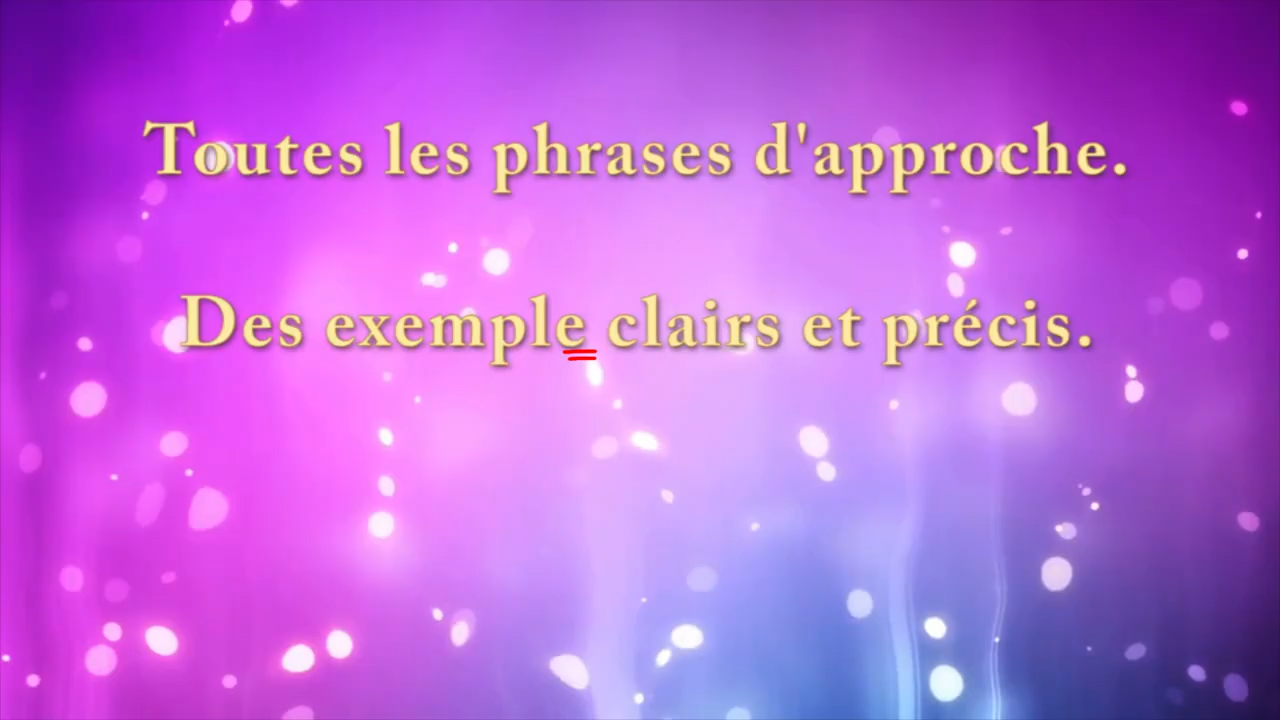 Toutes les phrases d'approche.
Des exemple clairs et précis.